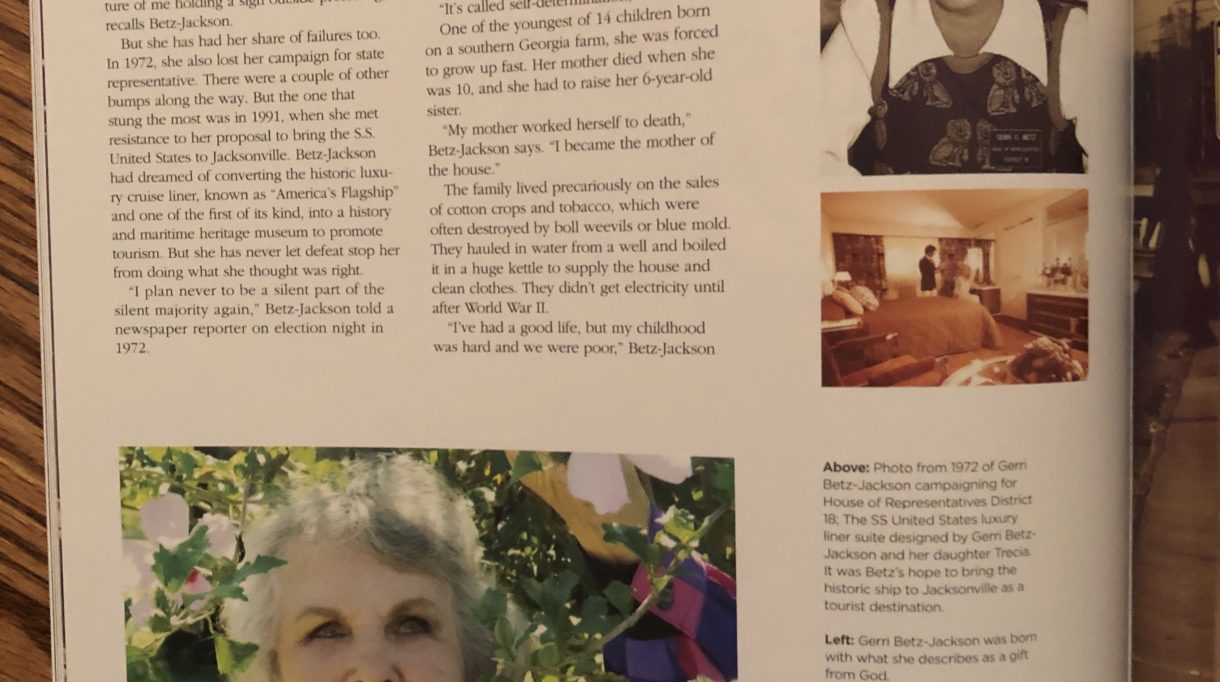 ture of me holding a sign outside
recalls Betz-Jackson.
But she has had her share of failures too.
In 1972, she also lost her campaign for state
representative. There were a couple of other
bumps along the way. But the one that
stung the most was in 1991, when she met
resistance to her proposal to bring the S.S.
United States to Jacksonville. Betz-Jackson
had dreamed of converting the historic luxu-
ry cruise liner, known as “America’s Flagship”
and one of the first of its kind, into a history
and maritime heritage museum to promote
tourism. But she has never let defeat stop her
from doing what she thought was right.
“I plan never to be a silent part of the
silent majority again,” Betz-Jackson told a
newspaper reporter on election night in
1972.
“It’s called
One of the youngest of 14 children born
on a southern Georgia farm, she was forced
to grow up fast. Her mother died when she
was 10, and she had to raise her 6-year-old
sister.
“My mother worked herself to death,”
Betz-Jackson says. “I became the mother of
the house.”
The family lived precariously on the sales
of cotton crops and tobacco, which were
often destroyed by boll weevils or blue mold.
They hauled in water from a well and boiled
it in a huge kettle to supply the house and
clean clothes. They didn’t get electricity until
after World War II.
“I’ve had a good life, but my childhood
was hard and we were poor,” Betz-Jackson
Above: Photo from 1972 of Gerri
Betz-Jackson campaigning for
House of Representatives District
18; The SS United States luxury
liner suite designed by Gerri Betz-
Jackson and her daughter Trecia.
It was Betz’s hope to bring the
historic ship to Jacksonville as a
tourist destination.
Left: Gerri Betz-Jackson was born
with what she describes as a gift
from God.